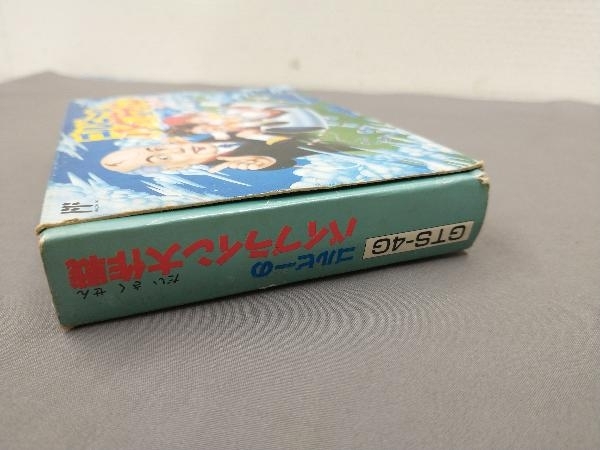 ゴルビーの
パイプライン大作戦
だいさくせん
GTS-4G